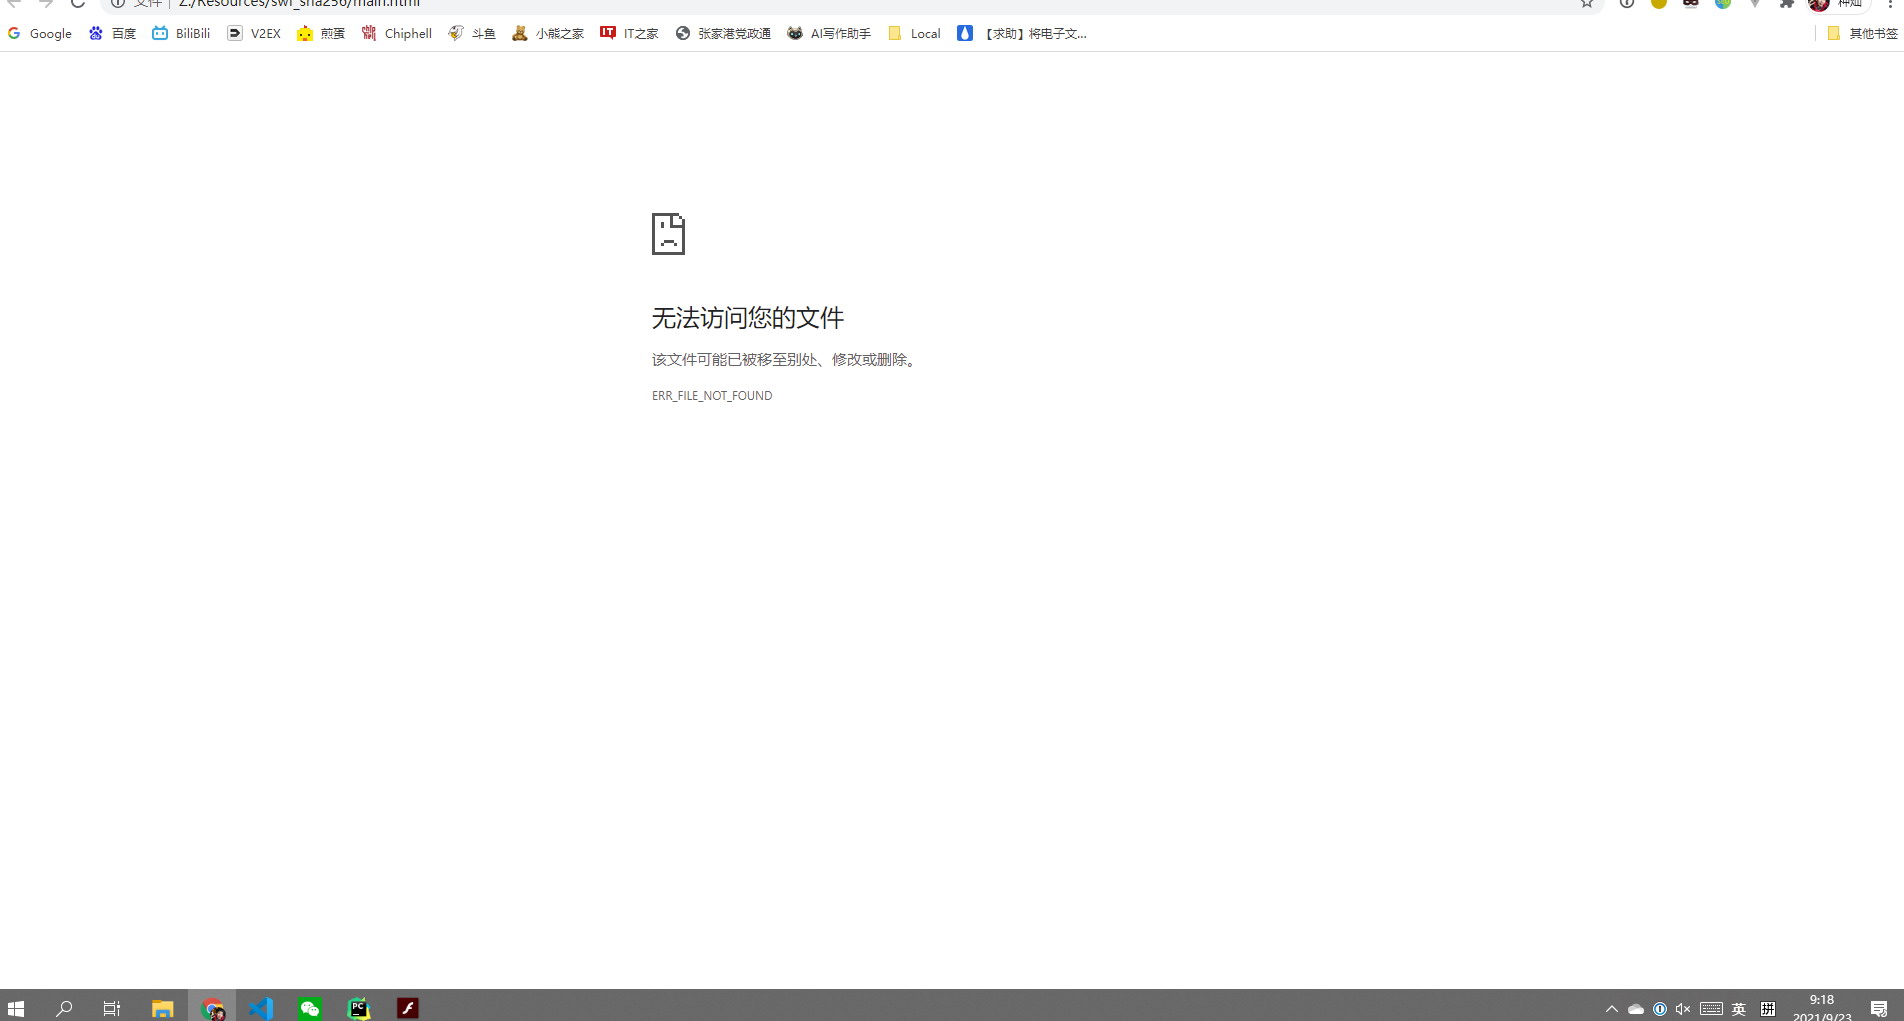 文件 | Z:/Resources/swf_sha256/main.html 种灿
Google 百度 BiliBili V2EX 煎蛋 Chiphell 斗鱼 小熊之家 IT之家 张家港党政通 AI写作助手 Local 【求助】将电子文... 其他书签
无法访问您的文件
该文件可能已被移至别处、修改或删除。
ERR_FILE_NOT_FOUND
英 拼 9:18
2021/9/23